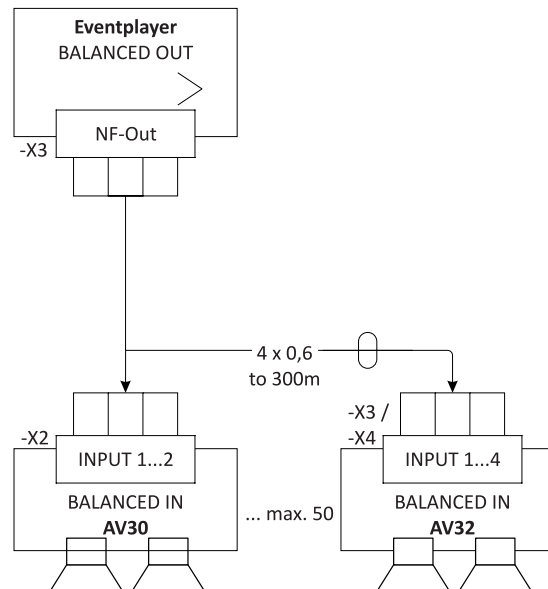 Eventplayer
BALANCED OUT
NF-Out
-X3
4 x 0,6
to 300m
-X2
INPUT 1...2
BALANCED IN
AV30
... max. 50
-X3 /
-X4
INPUT 1...4
BALANCED IN
AV32